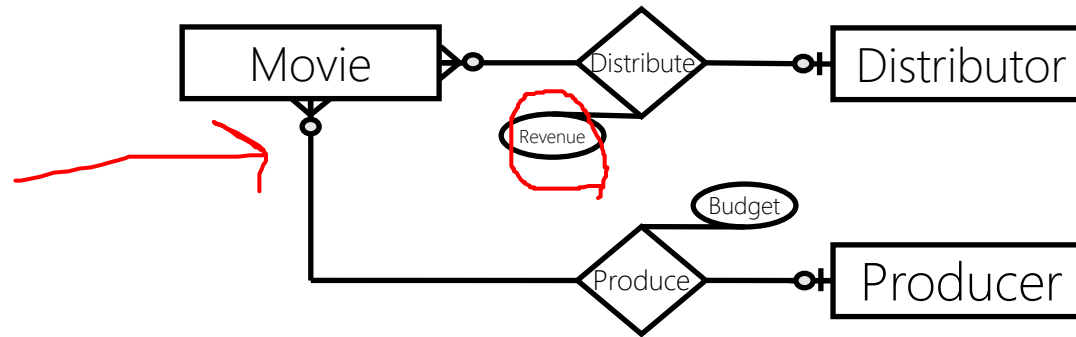 Movie
Distribute
Distributor
Revenue
Budget
Produce
Producer